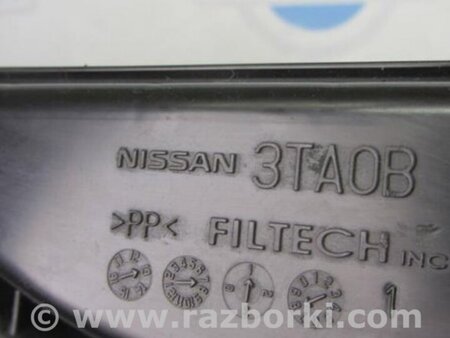 NISSAN 3TA0B
>PP< FILTECH INC
1
www.razborki.com